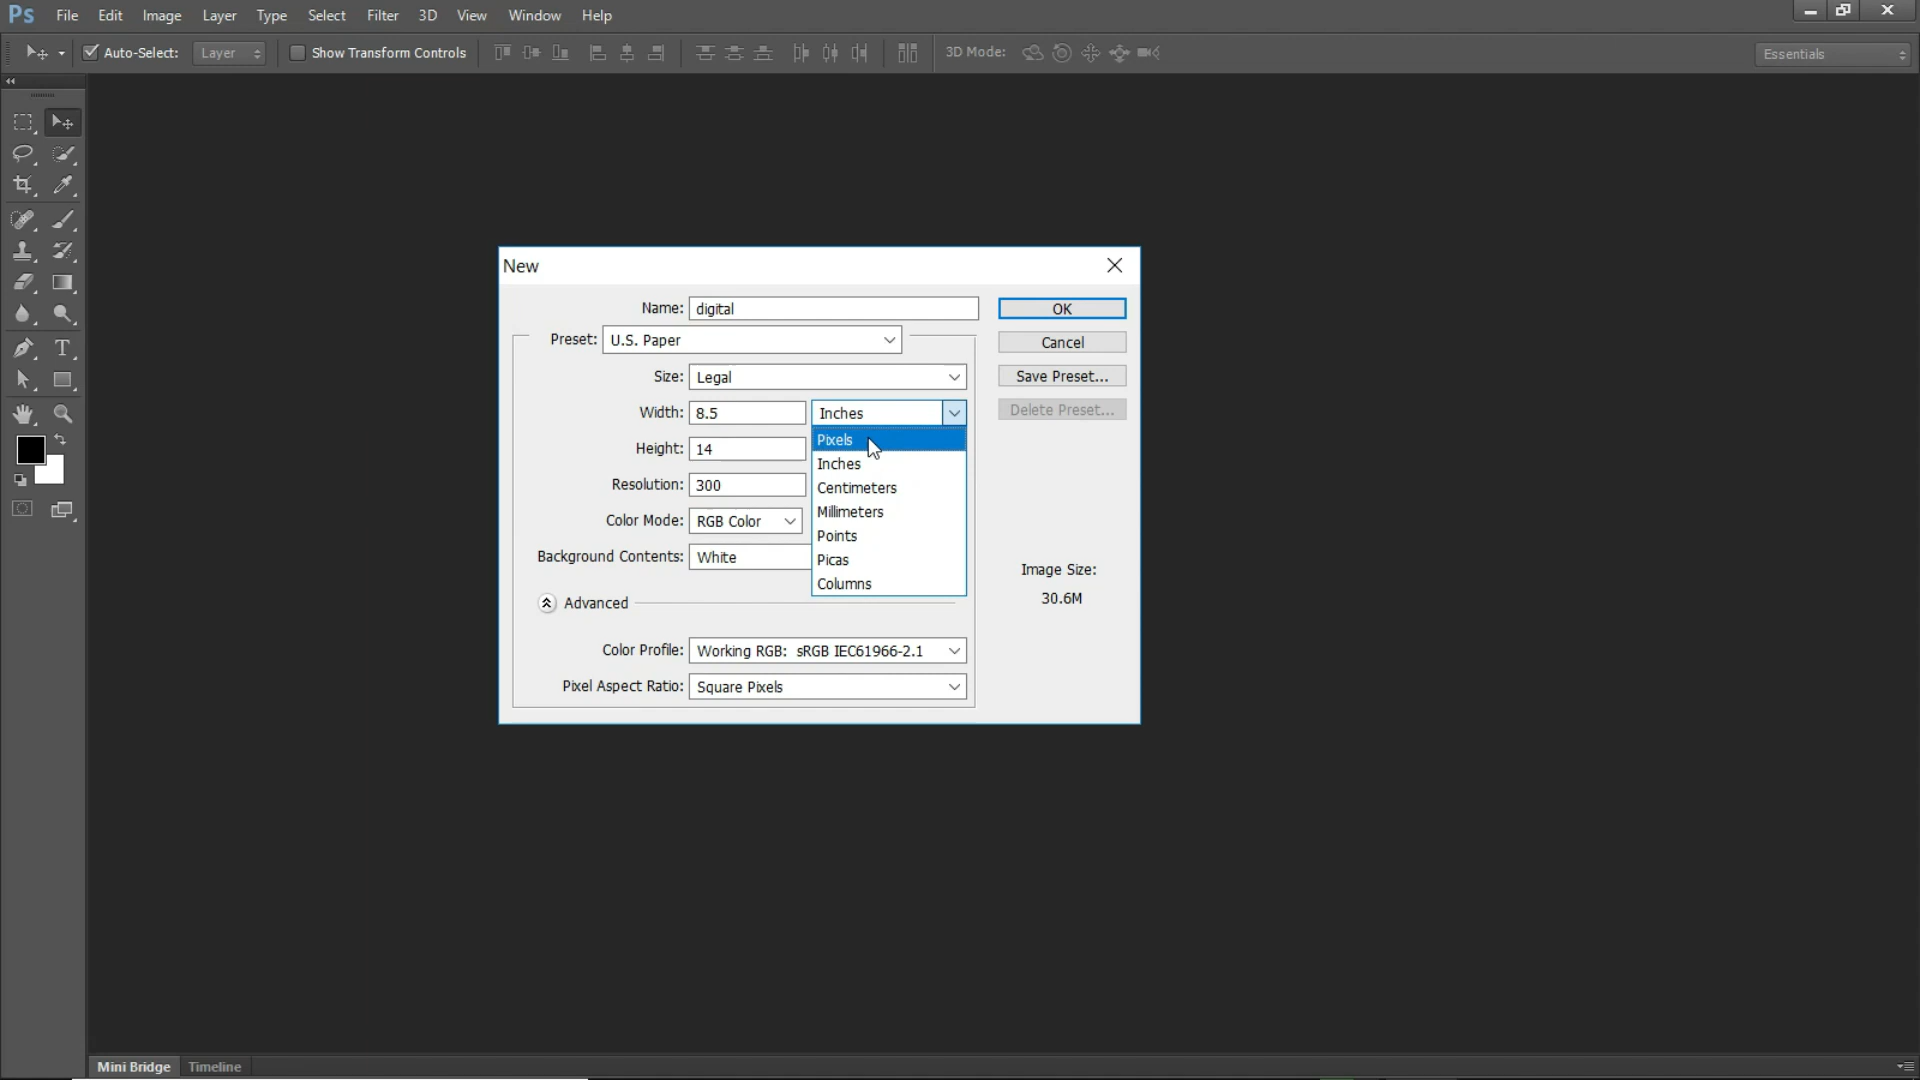 Ps File Edit Image Layer Type Select Filter 3D View Window Help
Auto-Select: Layer Show Transform Controls 3D Mode: Essentials
New
Name: digital OK
Preset: U.S. Paper Cancel
Size: Legal Save Preset...
Width: 8.5 Inches Delete Preset...
Pixels
Height: 14
Inches
Resolution: 300
Centimeters
Millimeters
Color Mode: RGB Color
Points
Background Contents: White
Picas
Image Size:
Columns
30.6M
Advanced
Color Profile: Working RGB: sRGB IEC61966-2.1
Pixel Aspect Ratio: Square Pixels
Mini Bridge Timeline